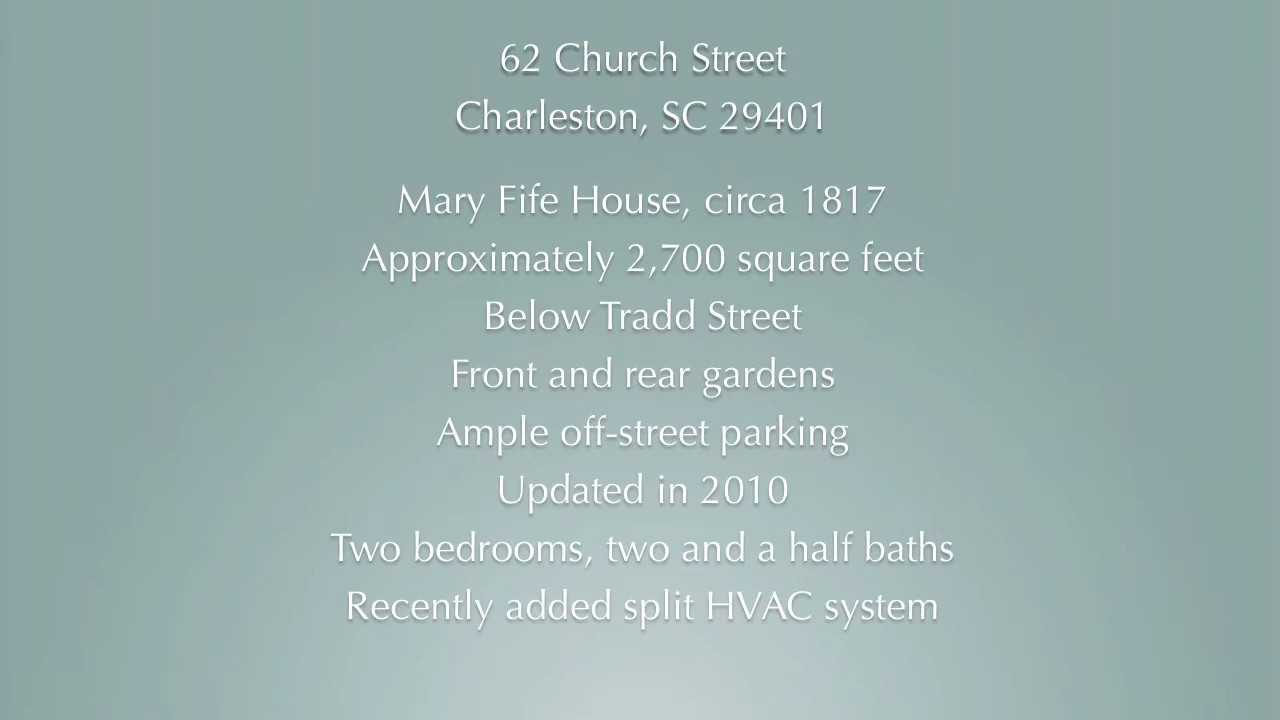 62 Church Street
Charleston, SC 29401
Mary Fife House, circa 1817
Approximately 2,700 square feet
Below Tradd Street
Front and rear gardens
Ample off-street parking
Updated in 2010
Two bedrooms, two and a half baths
Recently added split HVAC system